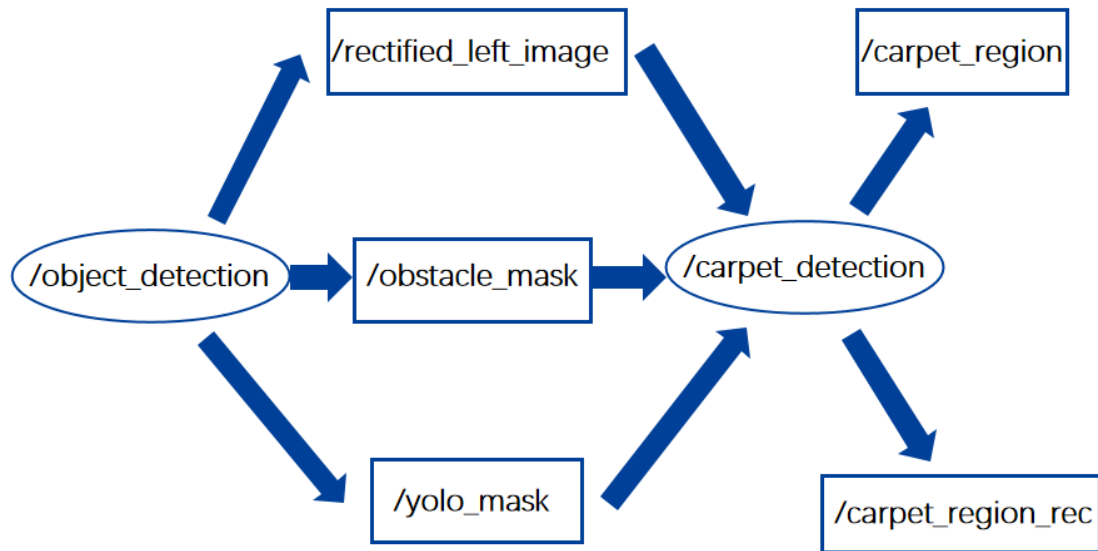 /rectified_left_image
/carpet_region
/object_detection
/obstacle_mask
/carpet_detection
/yolo_mask
/carpet_region_rec